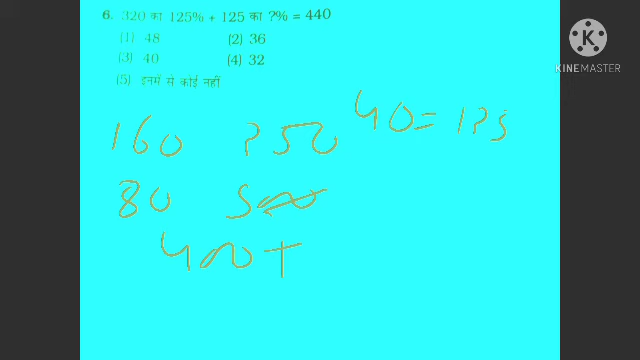 6. 320 का 125% + 125 का ?% = 440
(1) 48 (2) 36
(3) 40 (4) 32
(5) इनमें से कोई नहीं
KINEMASTER
160 250 40 = 125
80 500
400 +